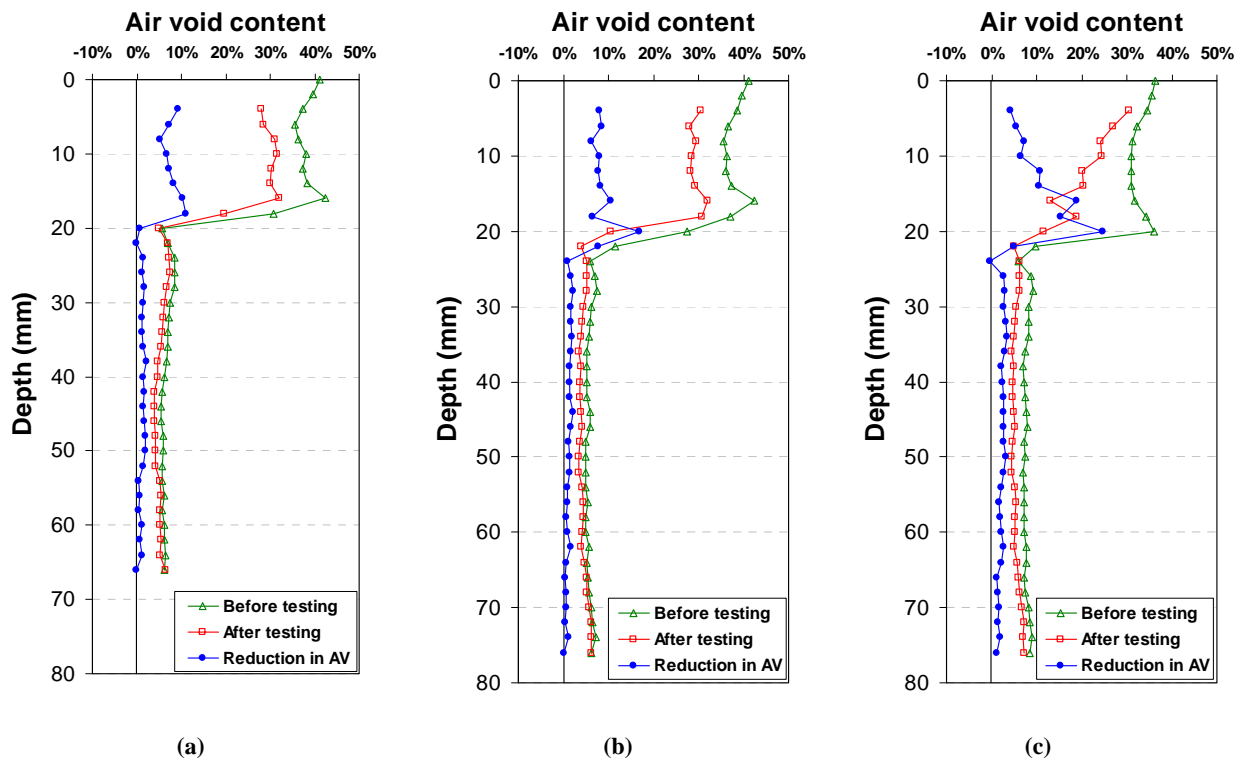 Air void content
-10% 0% 10% 20% 30% 40% 50%
0
10
20
30
40
50
60
70
80
Depth (mm)
Before testing
After testing
Reduction in AV
(a)
Air void content
-10% 0% 10% 20% 30% 40% 50%
0
10
20
30
40
50
60
70
80
Depth (mm)
Before testing
After testing
Reduction in AV
(b)
Air void content
-10% 0% 10% 20% 30% 40% 50%
0
10
20
30
40
50
60
70
80
Depth (mm)
Before testing
After testing
Reduction in AV
(c)